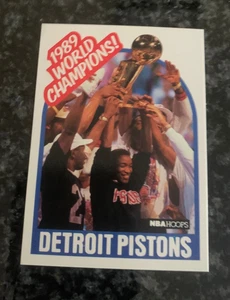 1989
WORLD
CHAMPIONS!
NBA HOOPS
DETROIT PISTONS